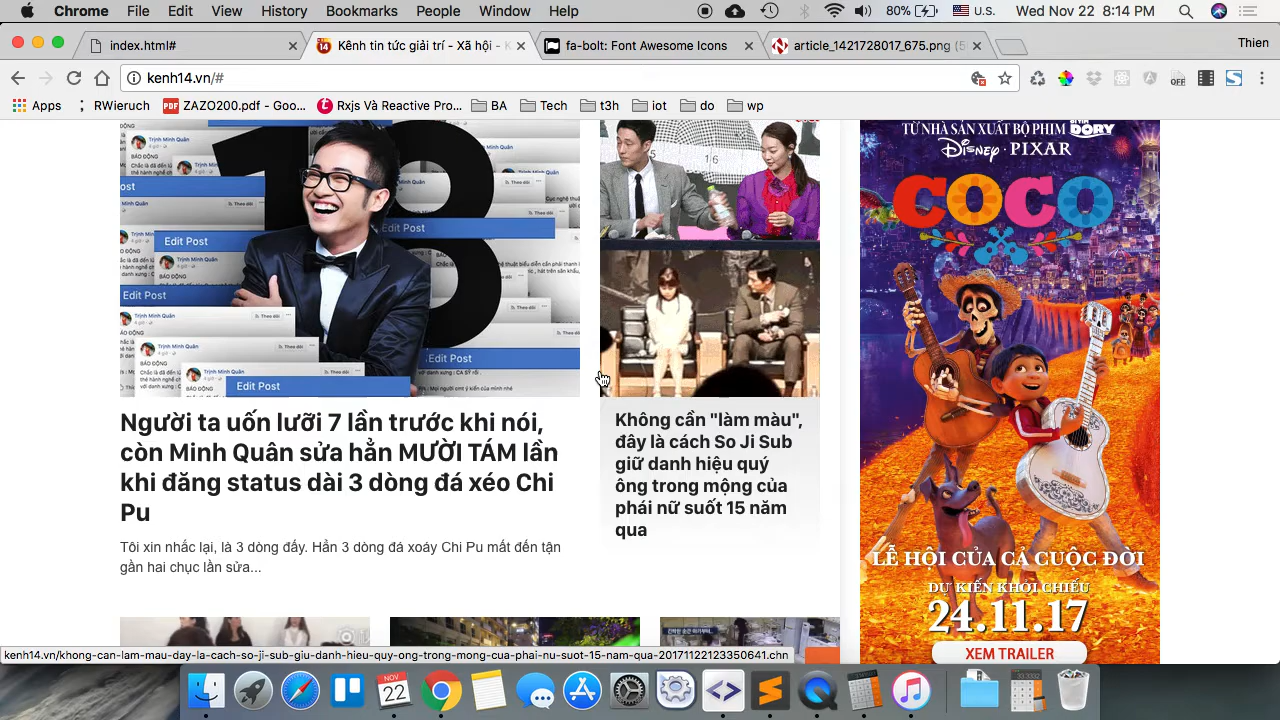 Chrome File Edit View History Bookmarks People Window Help 80% U.S. Wed Nov 22 8:14 PM
index.html# Kênh tin tức giải trí - Xã hội - K fa-bolt: Font Awesome Icons article_1421728017_675.png (5 Thien
kenh14.vn/#
Apps RWieruch ZAZO200.pdf - Goo... Rxjs Và Reactive Pro... BA Tech t3h iot do wp
TỪ NHÀ SẢN XUẤT BỘ PHIM DORY
Disney · PIXAR
COCO
Edit Post
Edit Post
Edit Post
Edit Post
Edit Post
Trịnh Minh Quân
BÁO ĐỘNG
Theo dõi
16
Người ta uốn lưỡi 7 lần trước khi nói,
còn Minh Quân sửa hẳn MƯỜI TÁM lần
khi đăng status dài 3 dòng đá xéo Chi
Pu
Tôi xin nhắc lại, là 3 dòng đấy. Hẳn 3 dòng đá xoáy Chi Pu mất đến tận
gần hai chục lần sửa...
Không cần "làm màu",
đây là cách So Ji Sub
giữ danh hiệu quý
ông trong mộng của
phái nữ suốt 15 năm
qua
LỄ HỘI CỦA CẢ CUỘC ĐỜI
DỰ KIẾN KHỞI CHIẾU
24.11.17
XEM TRAILER
kenh14.vn/khong-can-lam-mau-day-la-cach-so-ji-sub-giu-danh-hieu-quy-ong-trong-mong-cua-phai-nu-suot-15-nam-qua-20171122123350641.chn
NOV
22